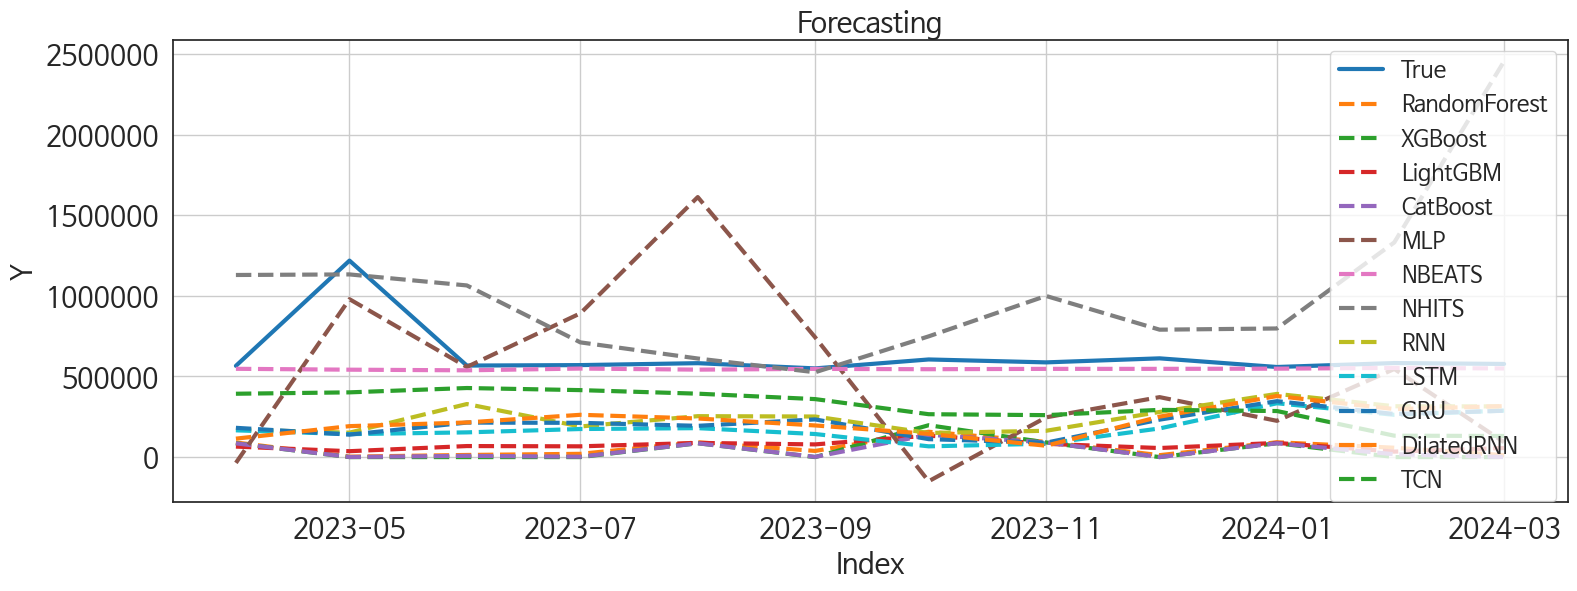 Forecasting
2500000
2000000
1500000
1000000
500000
0
Y
2023-05
2023-07
2023-09
2023-11
2024-01
2024-03
Index
True
RandomForest
XGBoost
LightGBM
CatBoost
MLP
NBEATS
NHITS
RNN
LSTM
GRU
DilatedRNN
TCN